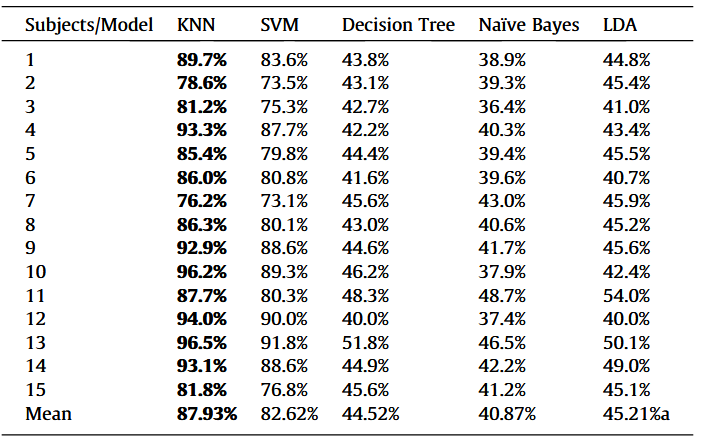 Subjects/Model KNN SVM Decision Tree Naïve Bayes LDA
1 89.7% 83.6% 43.8% 38.9% 44.8%
2 78.6% 73.5% 43.1% 39.3% 45.4%
3 81.2% 75.3% 42.7% 36.4% 41.0%
4 93.3% 87.7% 42.2% 40.3% 43.4%
5 85.4% 79.8% 44.4% 39.4% 45.5%
6 86.0% 80.8% 41.6% 39.6% 40.7%
7 76.2% 73.1% 45.6% 43.0% 45.9%
8 86.3% 80.1% 43.0% 40.6% 45.2%
9 92.9% 88.6% 44.6% 41.7% 45.6%
10 96.2% 89.3% 46.2% 37.9% 42.4%
11 87.7% 80.3% 48.3% 48.7% 54.0%
12 94.0% 90.0% 40.0% 37.4% 40.0%
13 96.5% 91.8% 51.8% 46.5% 50.1%
14 93.1% 88.6% 44.9% 42.2% 49.0%
15 81.8% 76.8% 45.6% 41.2% 45.1%
Mean 87.93% 82.62% 44.52% 40.87% 45.21%a